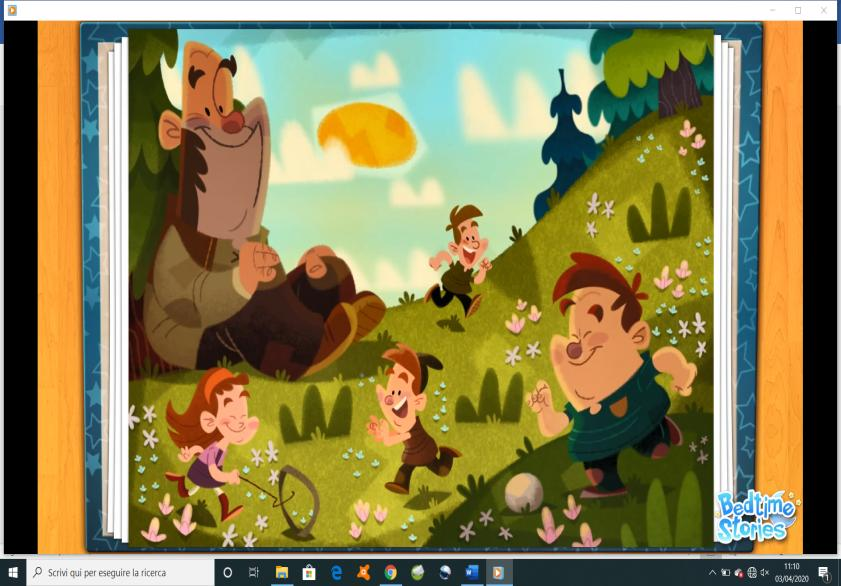 Bedtime
Stories
Scrivi qui per eseguire la ricerca
11:10
03/04/2020